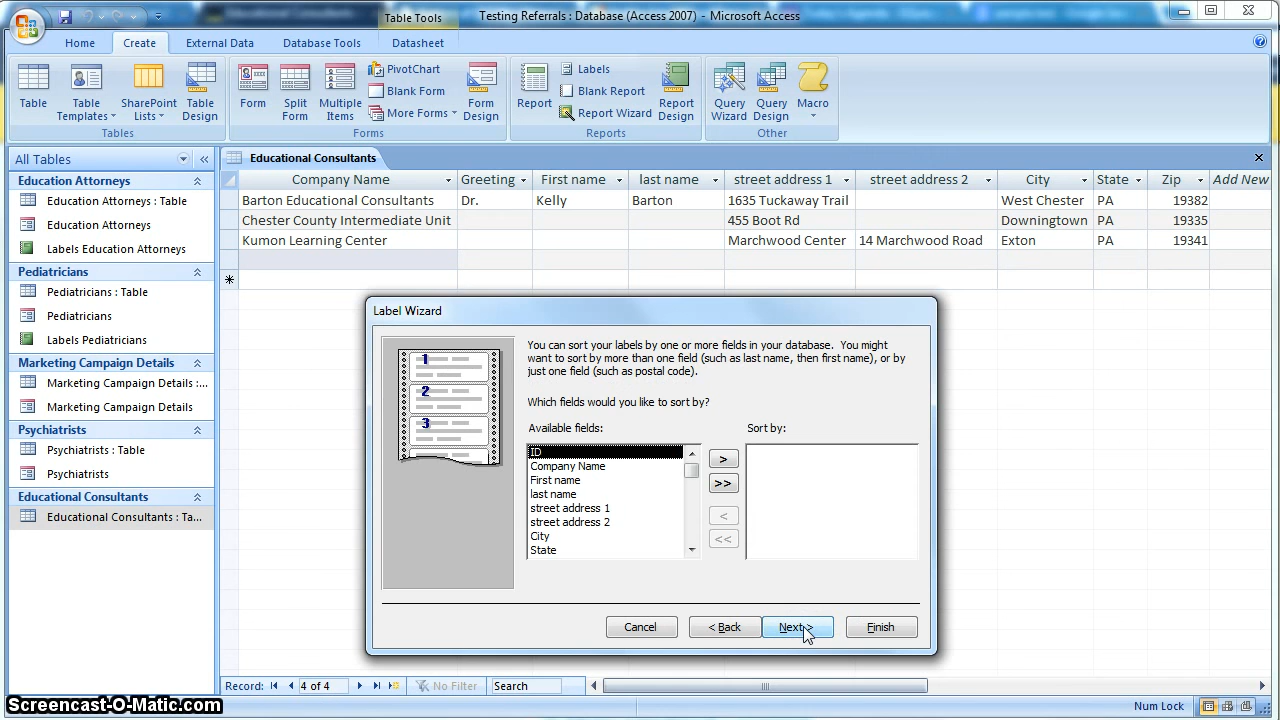 Table Tools
Testing Referrals : Database (Access 2007) - Microsoft Access
Home
Create
External Data
Database Tools
Datasheet
Table
Table Templates
SharePoint Lists
Table Design
Tables
Form
Split Form
Multiple Items
PivotChart
Blank Form
More Forms
Form Design
Forms
Report
Labels
Blank Report
Report Wizard
Report Design
Reports
Query Wizard
Query Design
Macro
Other
All Tables
Education Attorneys
Education Attorneys : Table
Education Attorneys
Labels Education Attorneys
Pediatricians
Pediatricians : Table
Pediatricians
Labels Pediatricians
Marketing Campaign Details
Marketing Campaign Details :...
Marketing Campaign Details
Psychiatrists
Psychiatrists : Table
Psychiatrists
Educational Consultants
Educational Consultants : Ta...
Educational Consultants
Company Name Greeting First name last name street address 1 street address 2 City State Zip Add New
Barton Educational Consultants Dr. Kelly Barton 1635 Tuckaway Trail West Chester PA 19382
Chester County Intermediate Unit 455 Boot Rd Downingtown PA 19335
Kumon Learning Center Marchwood Center 14 Marchwood Road Exton PA 19341
Label Wizard
1
2
3
You can sort your labels by one or more fields in your database. You might
want to sort by more than one field (such as last name, then first name), or by
just one field (such as postal code).
Which fields would you like to sort by?
Available fields:
Sort by:
ID
Company Name
First name
last name
street address 1
street address 2
City
State
>
>>
<
<<
Cancel
< Back
Next >
Finish
Record: 4 of 4 No Filter Search
Num Lock
Screencast-O-Matic.com